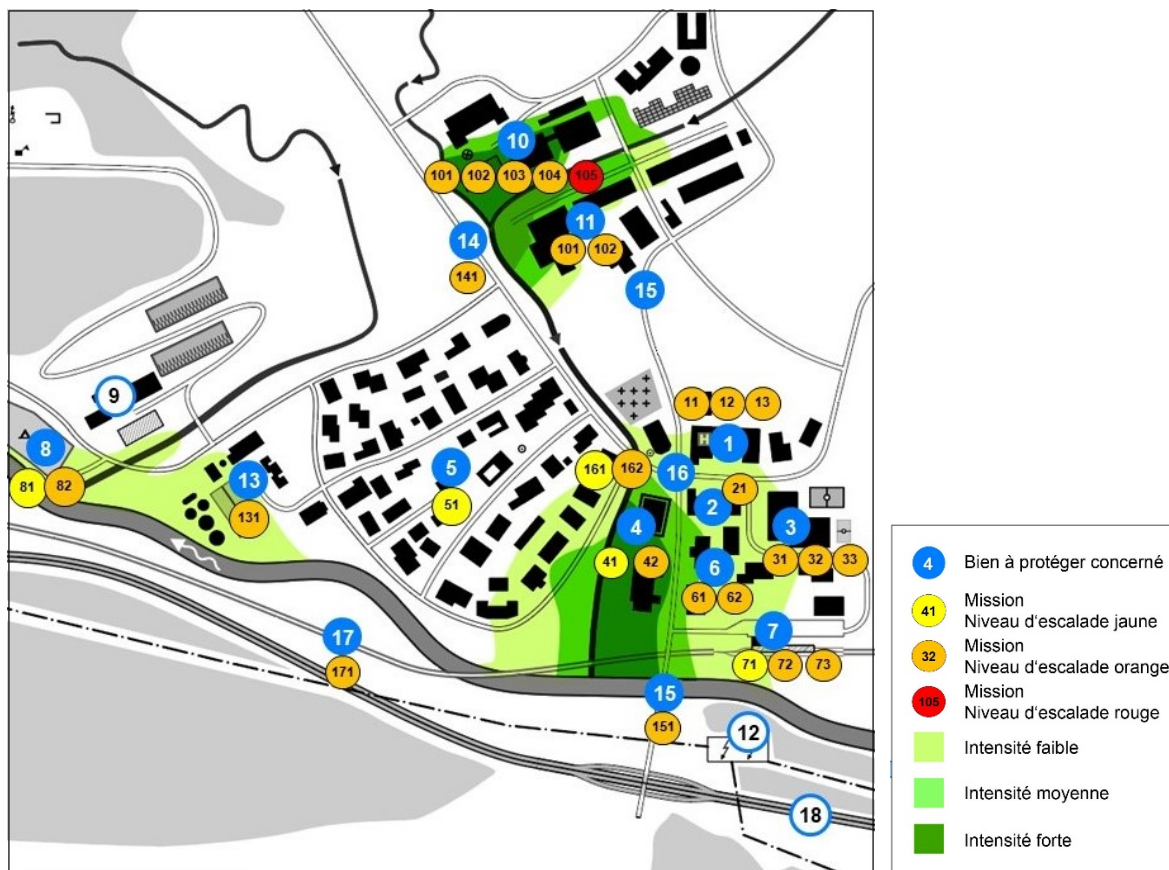 10
101 102 103 104 105
11
14
101 102
141
15
9
11 12 13
H 1
8
5
161 162 16
81 82
13
51
21
2
131
4
3
41 42
6
31 32 33
61 62
17
7
171
71 72 73
15
151
12
18
4 Bien à protéger concerné
41 Mission
Niveau d'escalade jaune
32 Mission
Niveau d'escalade orange
105 Mission
Niveau d'escalade rouge
Intensité faible
Intensité moyenne
Intensité forte